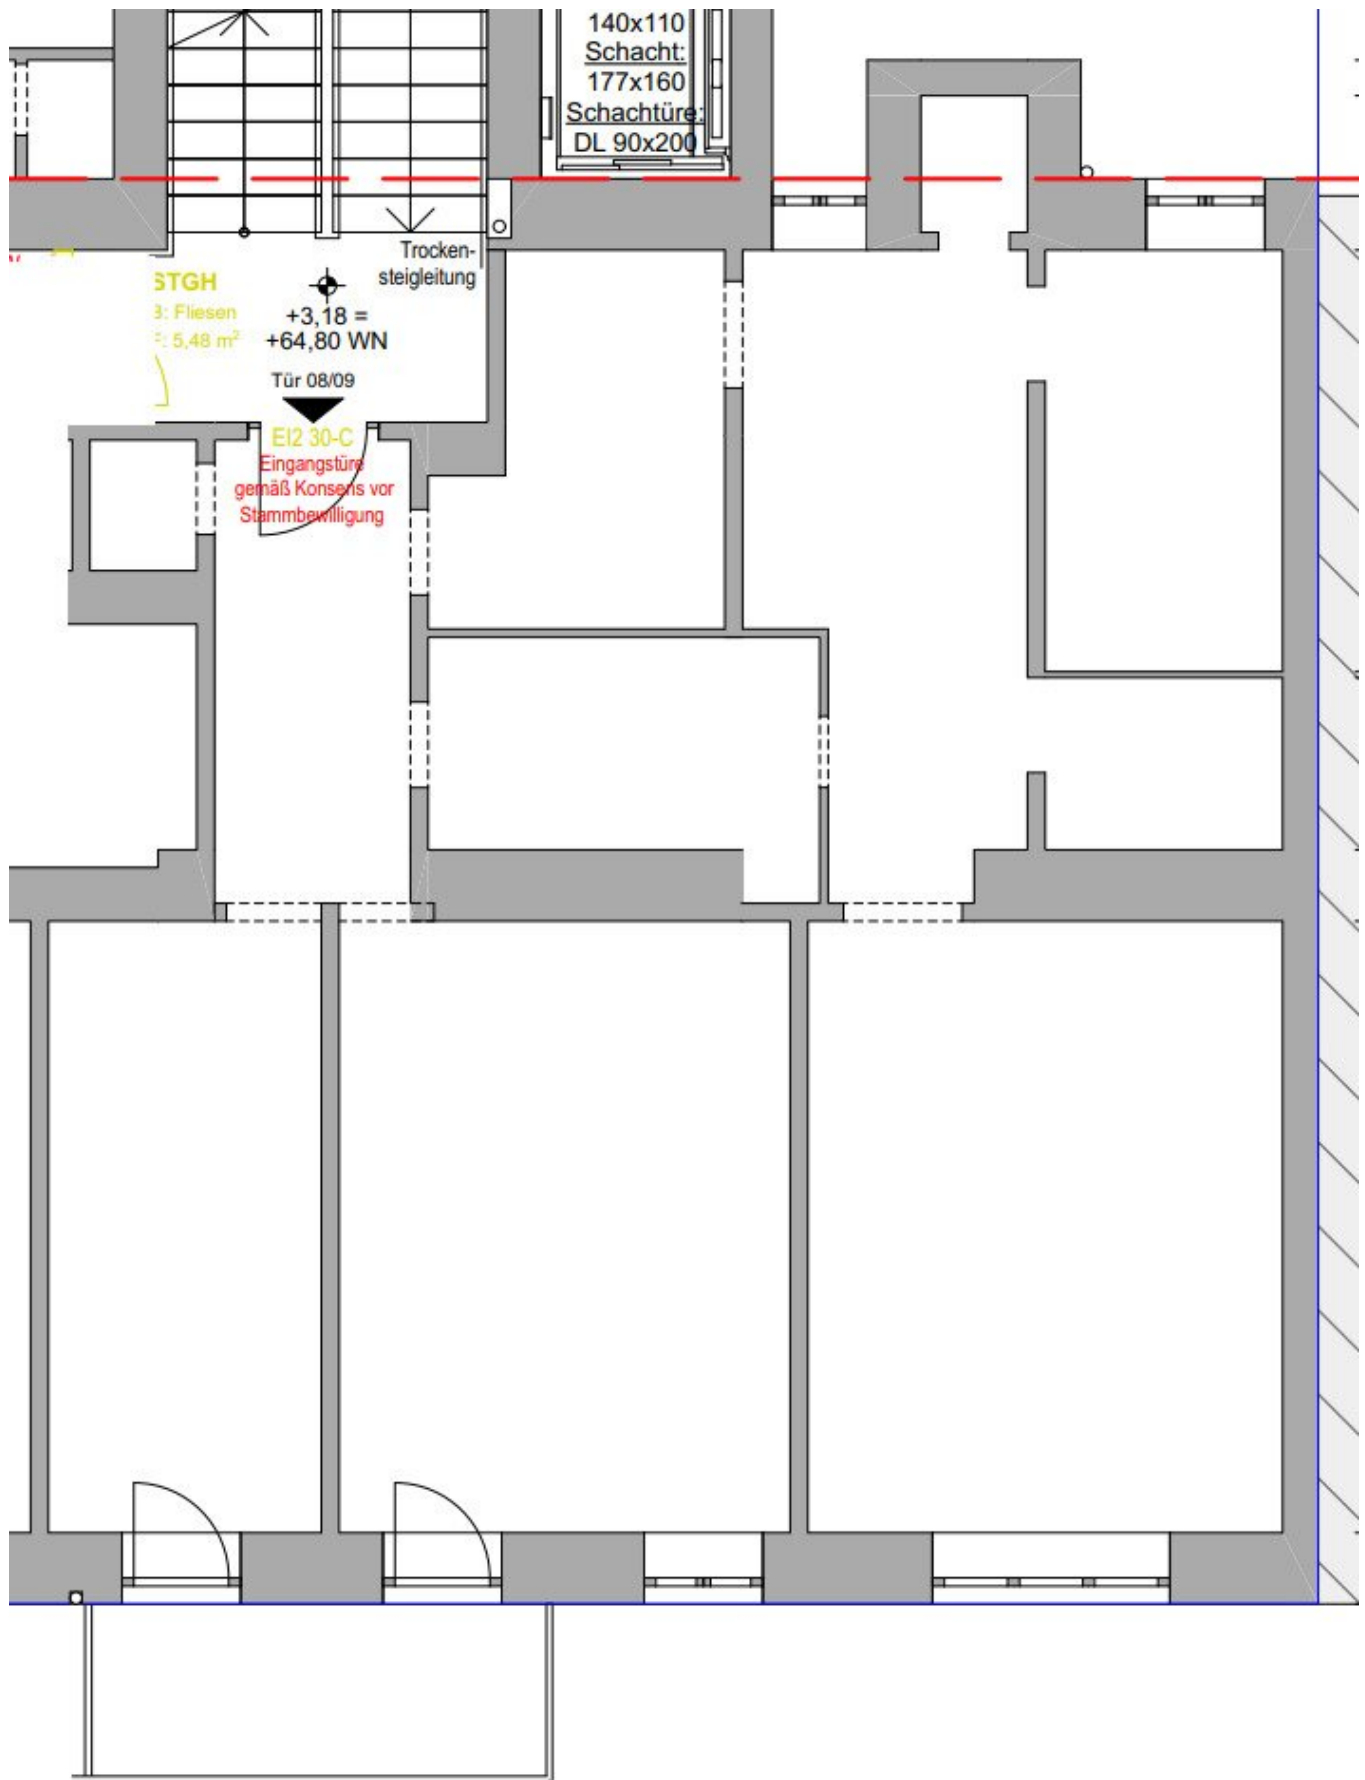 140x110
Schacht:
177x160
Schachtüre:
DL 90x200
Trocken-
steigleitung
STGH
B: Fliesen
F: 5,48 m²
+3,18 =
+64,80 WN
Tür 08/09
EI2 30-C
Eingangstüre
gemäß Konsens vor
Stammbewilligung